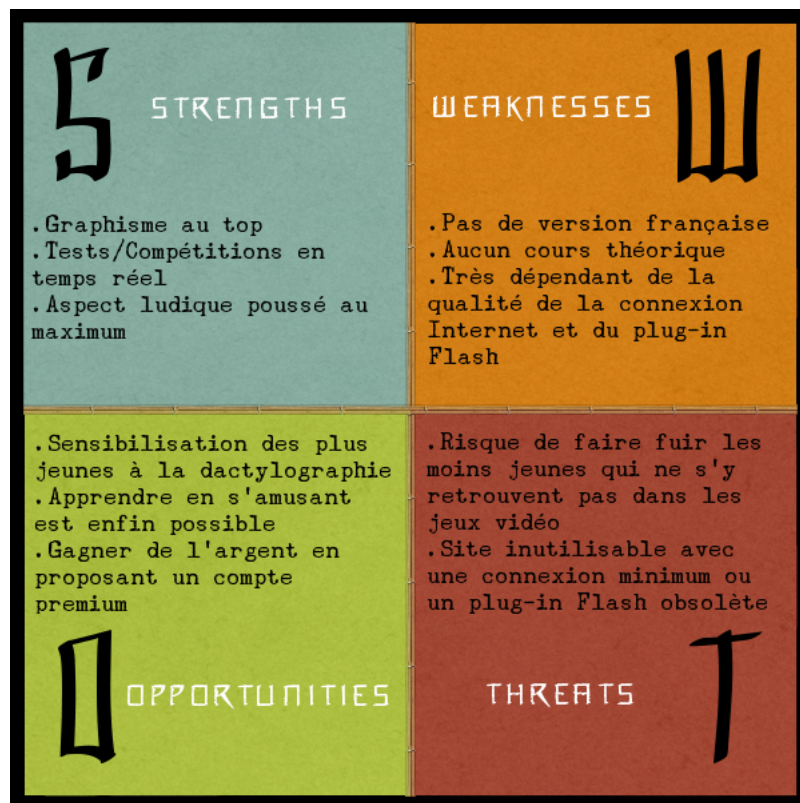 S
STRENGTHS
.Graphisme au top
.Tests/Compétitions en
temps réel
.Aspect ludique poussé au
maximum
WEAKNESSES
W
.Pas de version française
.Aucun cours théorique
.Très dépendant de la
qualité de la connexion
Internet et du plug-in
Flash
.Sensibilisation des plus
jeunes à la dactylographie
.Apprendre en s'amusant
est enfin possible
.Gagner de l'argent en
proposant un compte
premium
O
OPPORTUNITIES
.Risque de faire fuir les
moins jeunes qui ne s'y
retrouvent pas dans les
jeux vidéo
.Site inutilisable avec
une connexion minimum ou
un plug-in Flash obsolète
THREATS
T